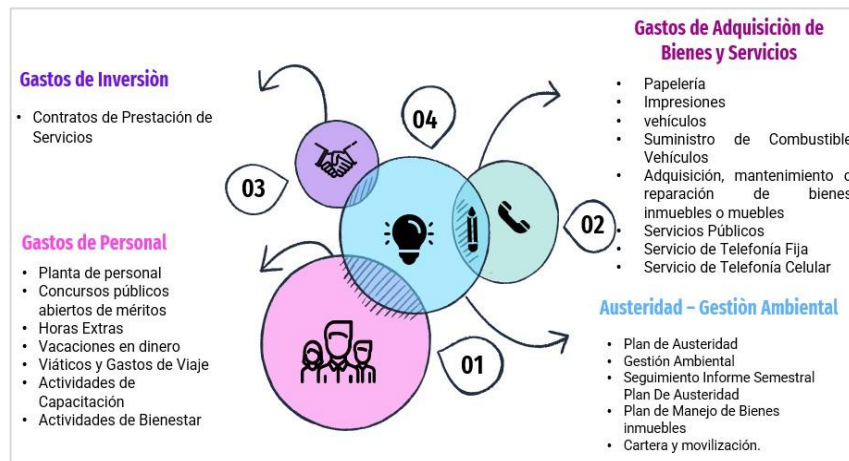 Gastos de Inversiòn
• Contratos de Prestación de
Servicios
03
04
Gastos de Adquisiciòn de
Bienes y Servicios
• Papelería
• Impresiones
• vehículos
• Suministro de Combustible
Vehículos
• Adquisición, mantenimiento o
reparación de bienes
inmuebles o muebles
• Servicios Públicos
• Servicio de Telefonía Fija
• Servicio de Telefonía Celular
02
Gastos de Personal
• Planta de personal
• Concursos públicos
abiertos de méritos
• Horas Extras
• Vacaciones en dinero
• Viáticos y Gastos de Viaje
• Actividades de
Capacitación
• Actividades de Bienestar
01
Austeridad – Gestiòn Ambiental
• Plan de Austeridad
• Gestión Ambiental
• Seguimiento Informe Semestral
Plan De Austeridad
• Plan de Manejo de Bienes
inmuebles
• Cartera y movilización.